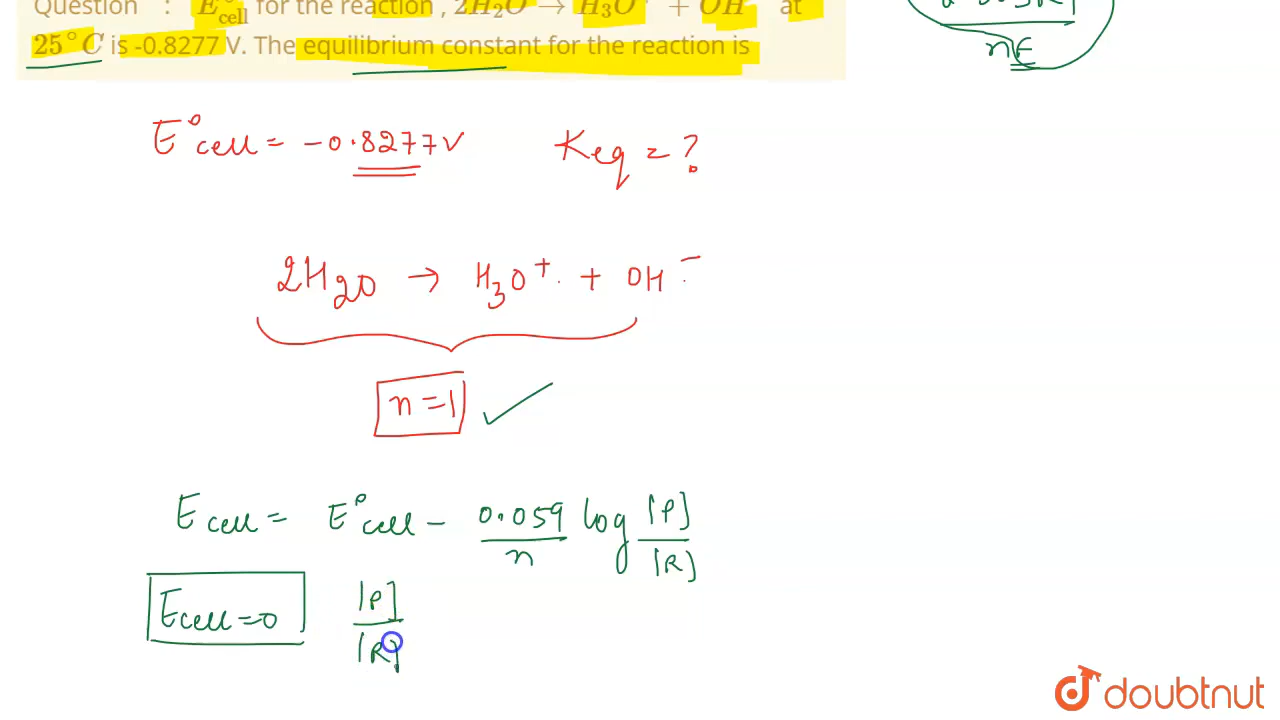 Question : E°cell for the reaction , 2H₂O → H₃O⁺ + OH⁻ at
25°C is -0.8277 V. The equilibrium constant for the reaction is
nF
E°cell = -0.8277V Keq = ?
2H₂O → H₃O⁺ + OH⁻
n=1 ✓
Ecell = E°cell - 0.059/n log [P]/[R]
Ecell=0 [P]/[R]
doubtnut